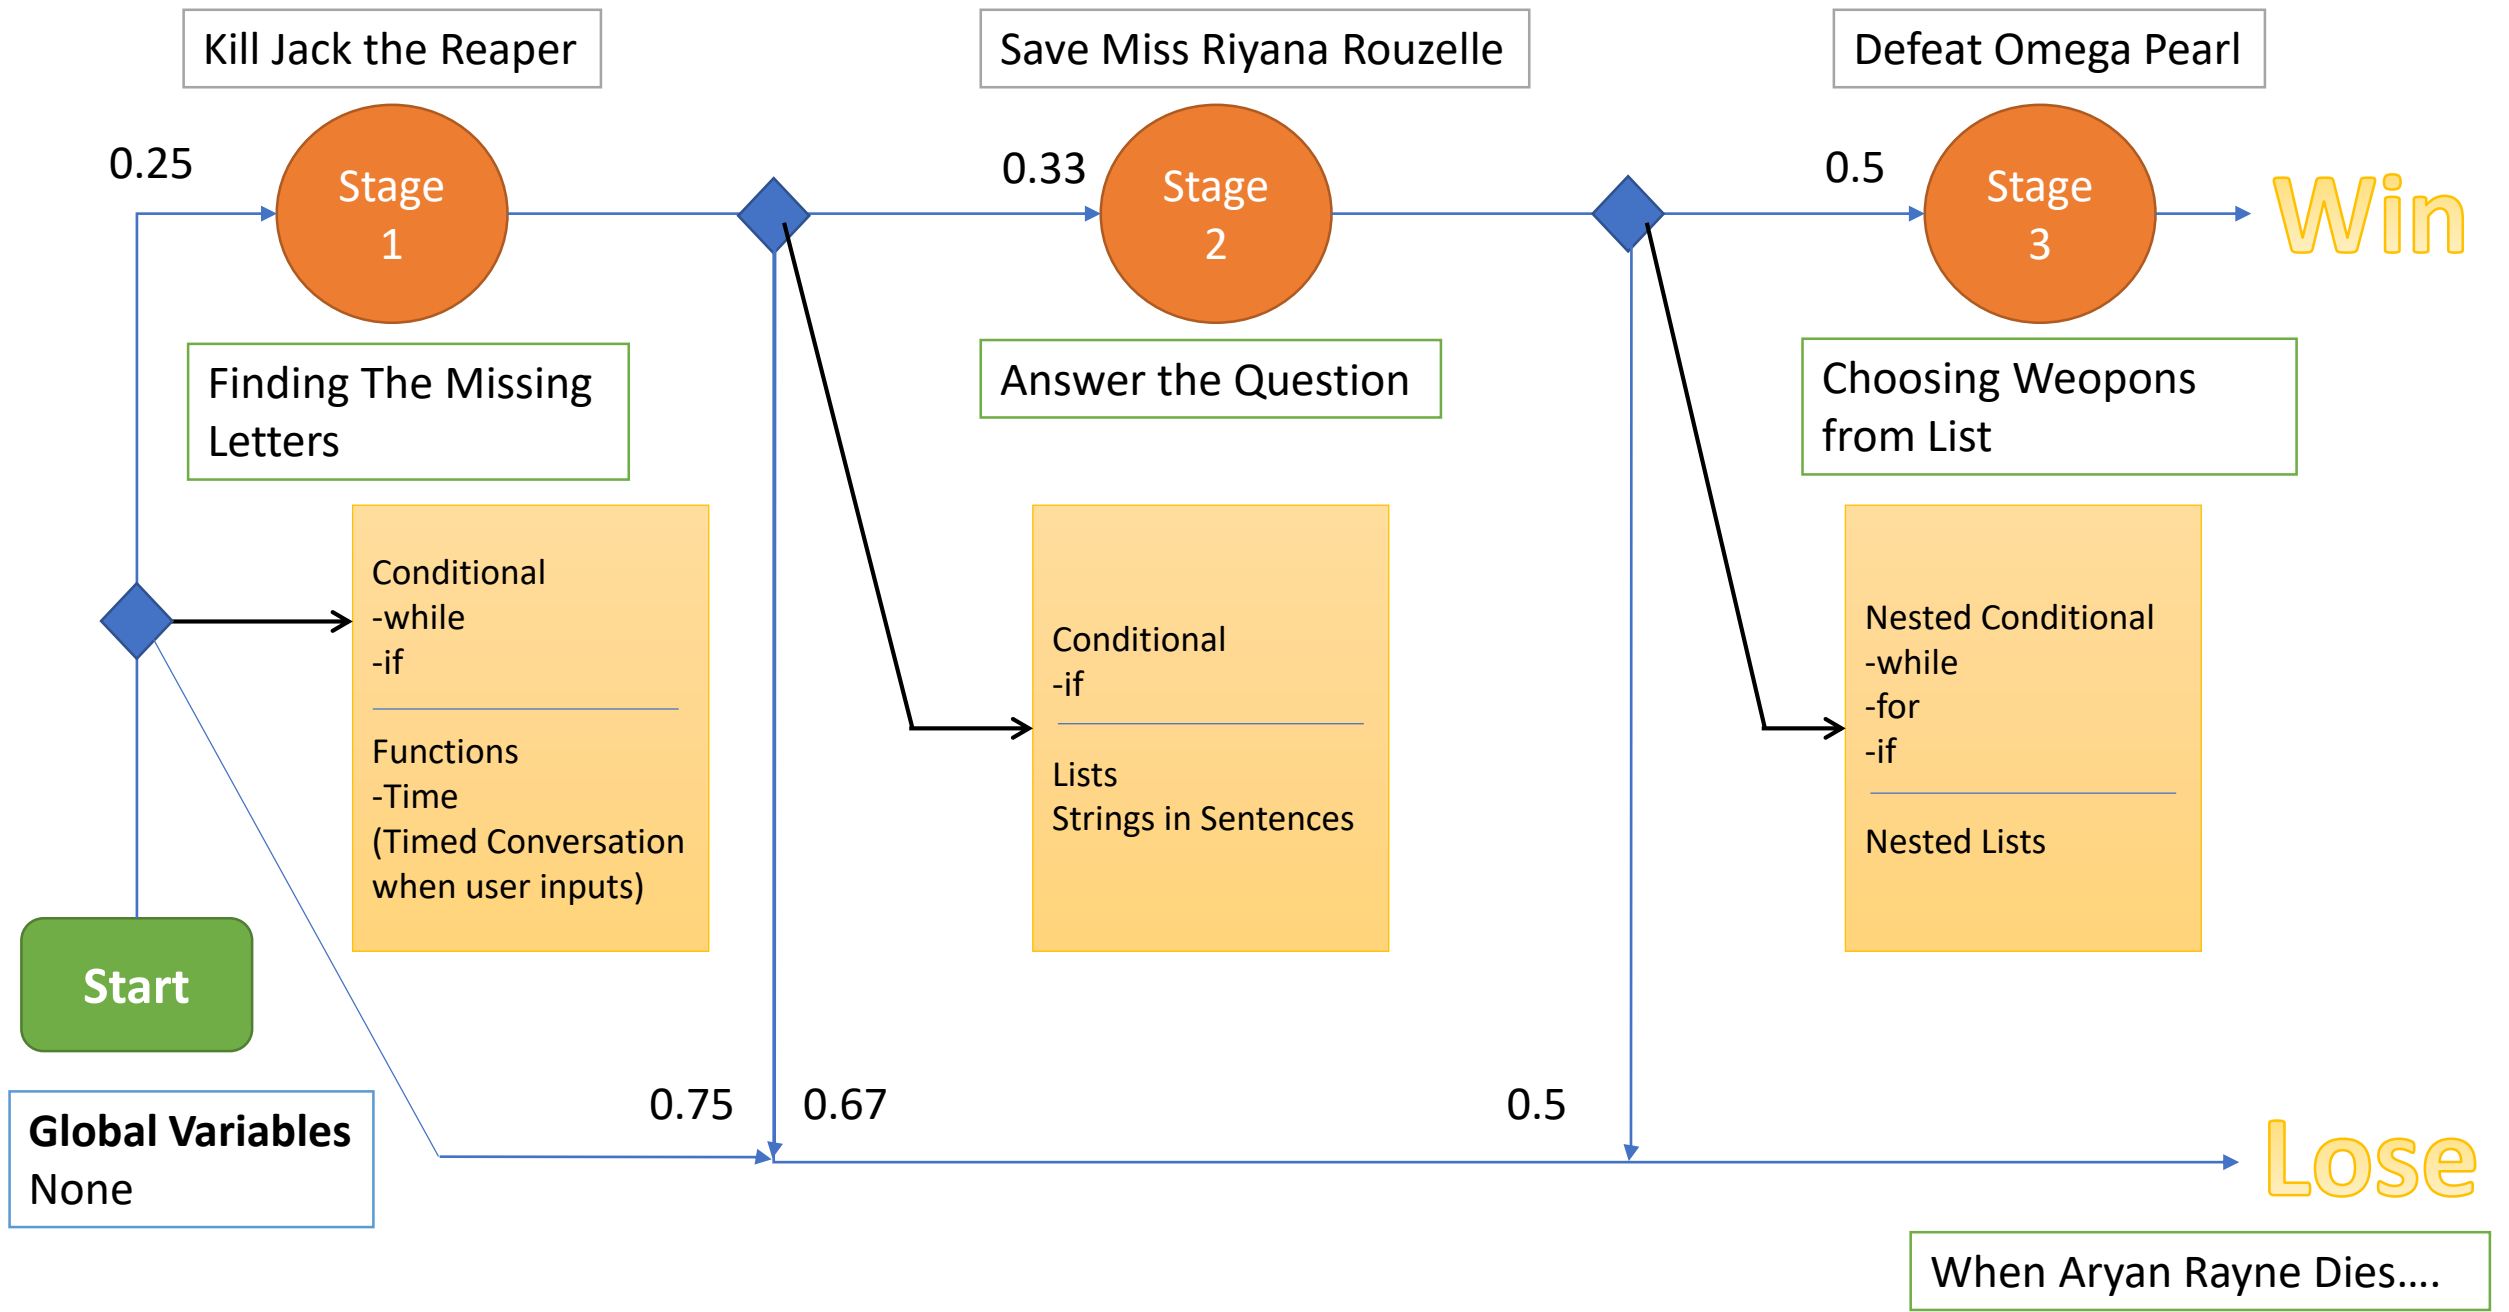 Kill Jack the Reaper
Save Miss Riyana Rouzelle
Defeat Omega Pearl
0.25
Stage
1
0.33
Stage
2
0.5
Stage
3
Win
Finding The Missing
Letters
Answer the Question
Choosing Weopons
from List
Conditional
-while
-if
Functions
-Time
(Timed Conversation
when user inputs)
Conditional
-if
Lists
Strings in Sentences
Nested Conditional
-while
-for
-if
Nested Lists
Start
Global Variables
None
0.75
0.67
0.5
Lose
When Aryan Rayne Dies....